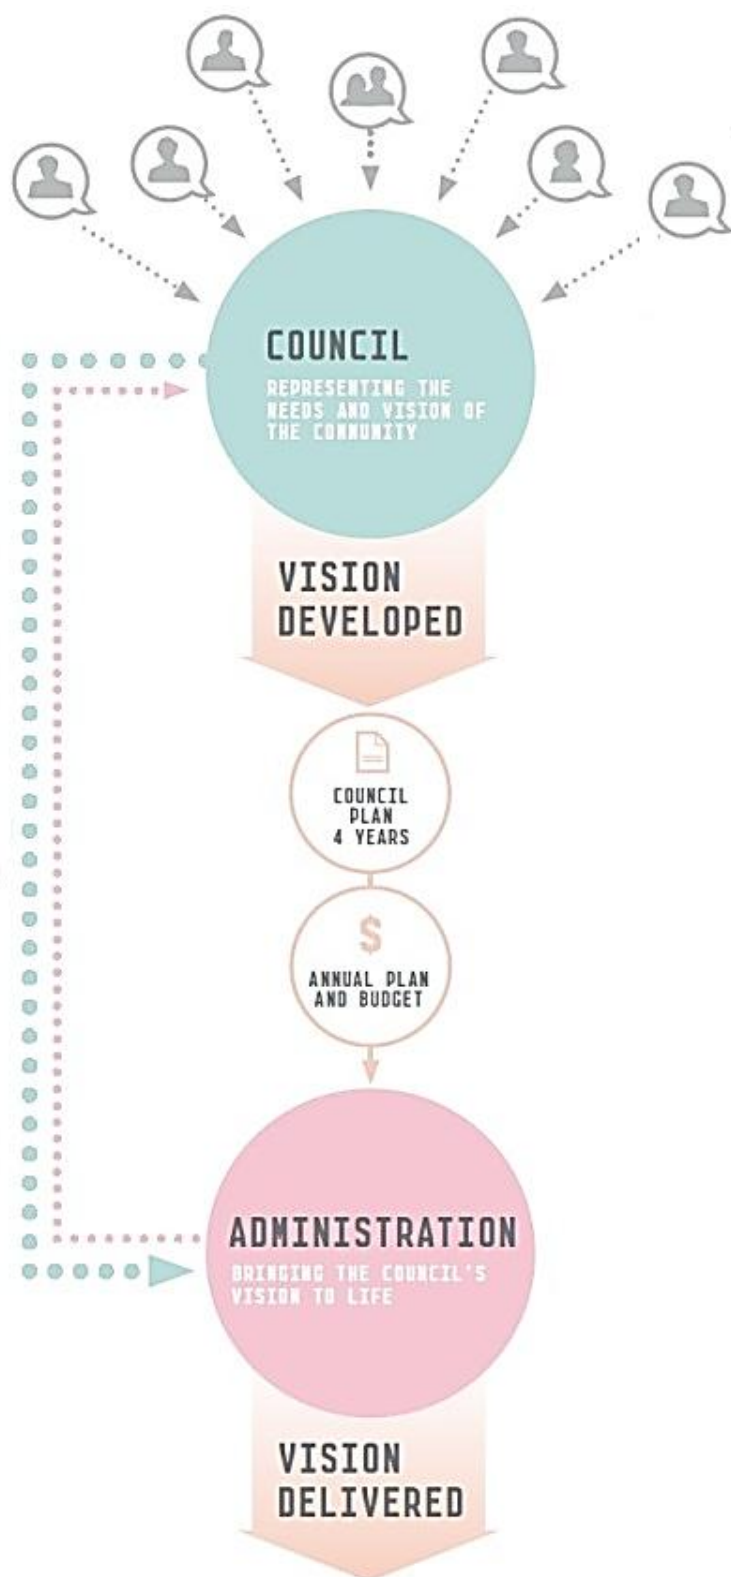 COUNCIL
REPRESENTING THE
NEEDS AND VISION OF
THE COMMUNITY
VISION
DEVELOPED
COUNCIL
PLAN
4 YEARS
$
ANNUAL PLAN
AND BUDGET
ADMINISTRATION
BRINGING THE COUNCIL'S
VISION TO LIFE
VISION
DELIVERED